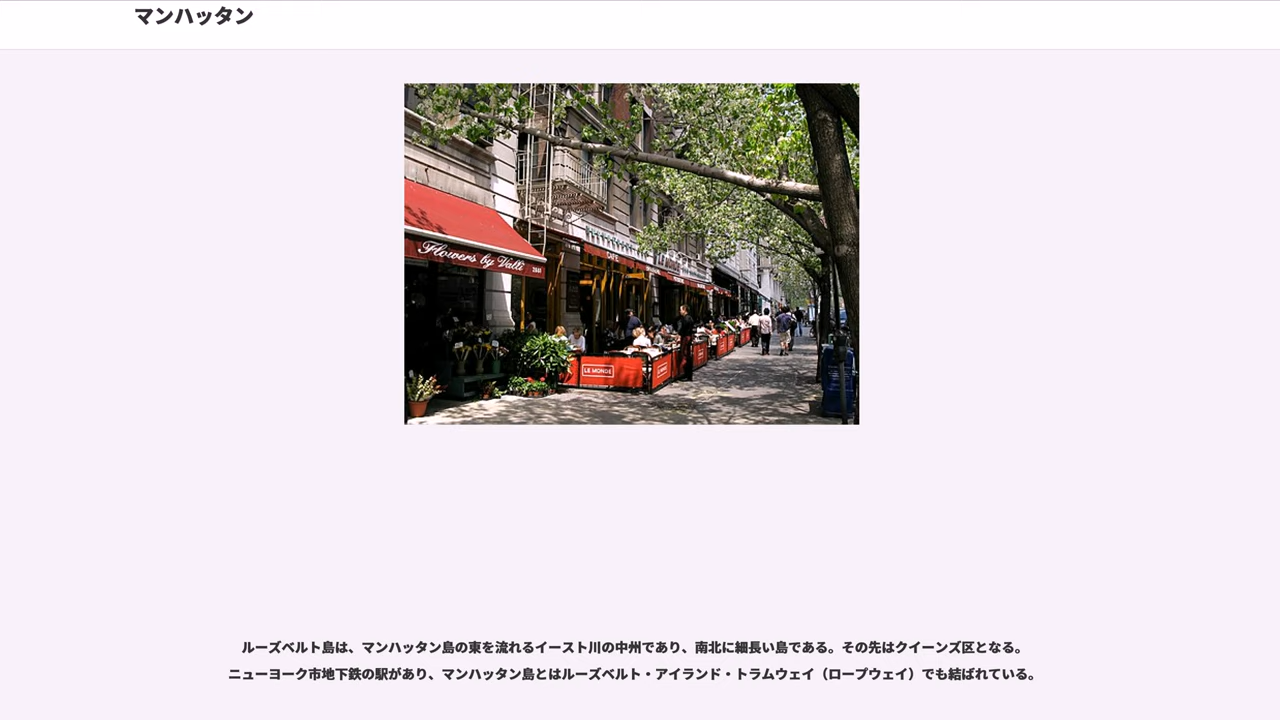 マンハッタン
Flowers by Valli
2881
CAFE
LE MONDE
ルーズベルト島は、マンハッタン島の東を流れるイースト川の中州であり、南北に細長い島である。その先はクイーンズ区となる。
ニューヨーク市地下鉄の駅があり、マンハッタン島とはルーズベルト・アイランド・トラムウェイ（ロープウェイ）でも結ばれている。